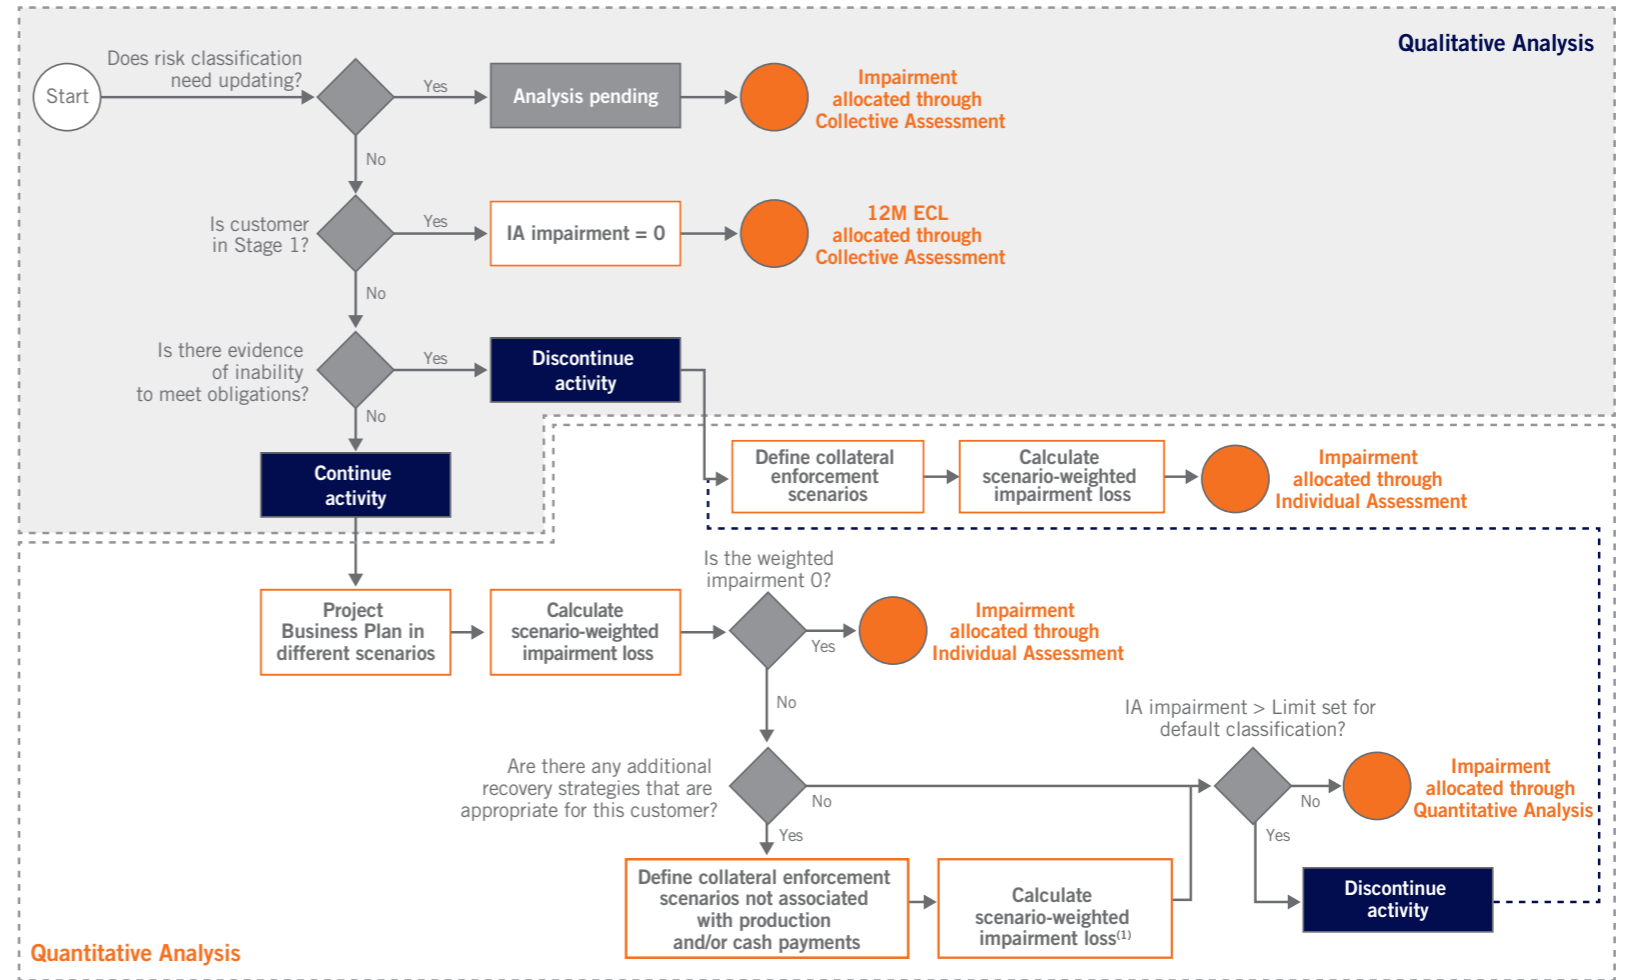 Qualitative Analysis
Does risk classification
need updating?
Start
Yes
Analysis pending
Impairment
allocated through
Collective Assessment
No
Is customer
in Stage 1?
Yes
IA impairment = 0
12M ECL
allocated through
Collective Assessment
No
Is there evidence
of inability
to meet obligations?
Yes
Discontinue
activity
No
Continue
activity
Define collateral
enforcement
scenarios
Calculate
scenario-weighted
impairment loss
Impairment
allocated through
Individual Assessment
Project
Business Plan in
different scenarios
Calculate
scenario-weighted
impairment loss
Is the weighted
impairment 0?
Yes
Impairment
allocated through
Individual Assessment
No
Are there any additional
recovery strategies that are
appropriate for this customer?
No
Yes
IA impairment > Limit set for
default classification?
No
Impairment
allocated through
Quantitative Analysis
Yes
Define collateral enforcement
scenarios not associated
with production
and/or cash payments
Calculate
scenario-weighted
impairment loss(1)
Discontinue
activity
Quantitative Analysis